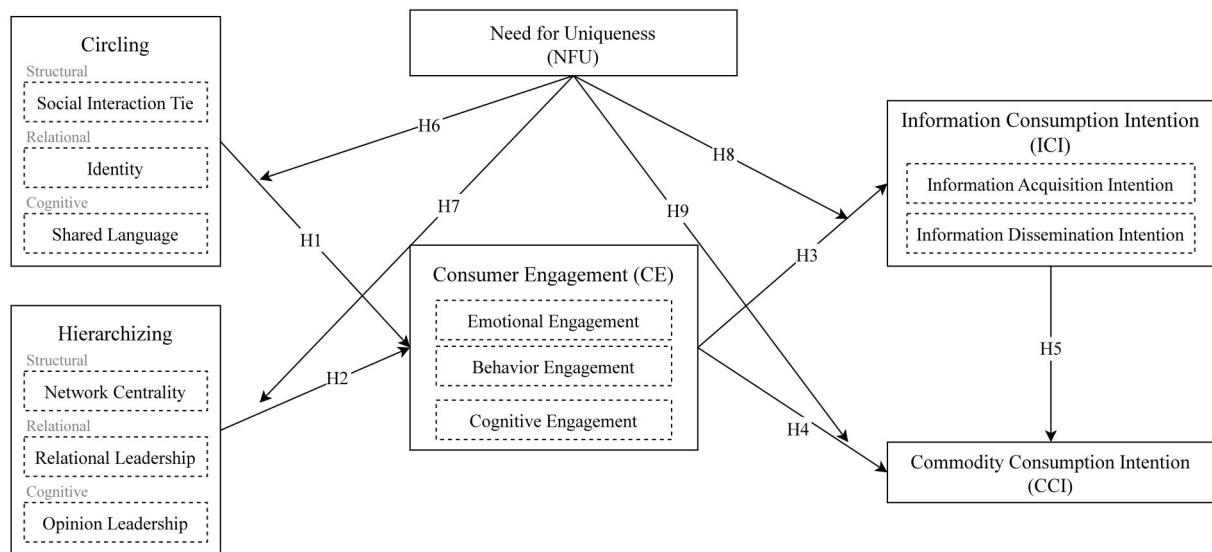 Circling
Structural
Social Interaction Tie
Relational
Identity
Cognitive
Shared Language
Hierarchizing
Structural
Network Centrality
Relational
Relational Leadership
Cognitive
Opinion Leadership
Need for Uniqueness
(NFU)
H6
H7
H8
H9
H1
H2
H3
H4
H5
Consumer Engagement (CE)
Emotional Engagement
Behavior Engagement
Cognitive Engagement
Information Consumption Intention
(ICI)
Information Acquisition Intention
Information Dissemination Intention
Commodity Consumption Intention
(CCI)